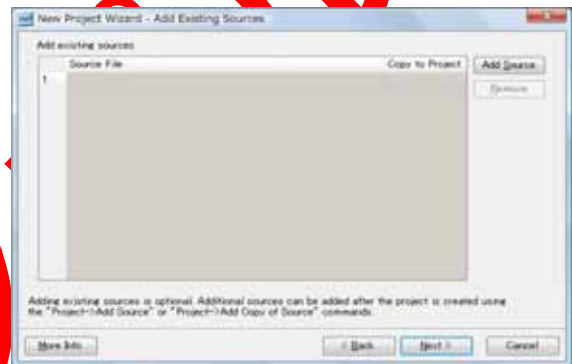 New Project Wizard - Add Existing Sources
Add existing sources
Source File Copy to Project Add Source
1 Remove
Adding existing sources is optional. Additional sources can be added after the project is created using
the "Project->Add Source" or "Project->Add Copy of Source" commands.
More Info < Back Next > Cancel